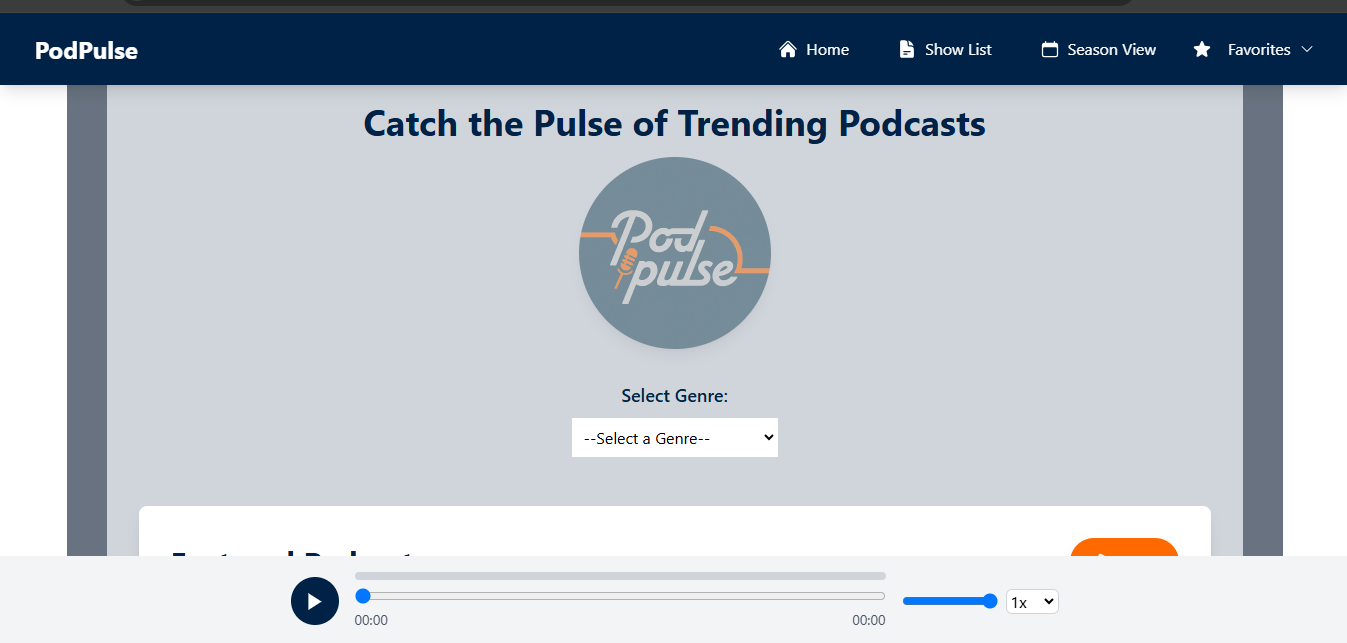 PodPulse
Home
Show List
Season View
Favorites
Catch the Pulse of Trending Podcasts
Pod
pulse
Select Genre:
--Select a Genre--
00:00
00:00
1x